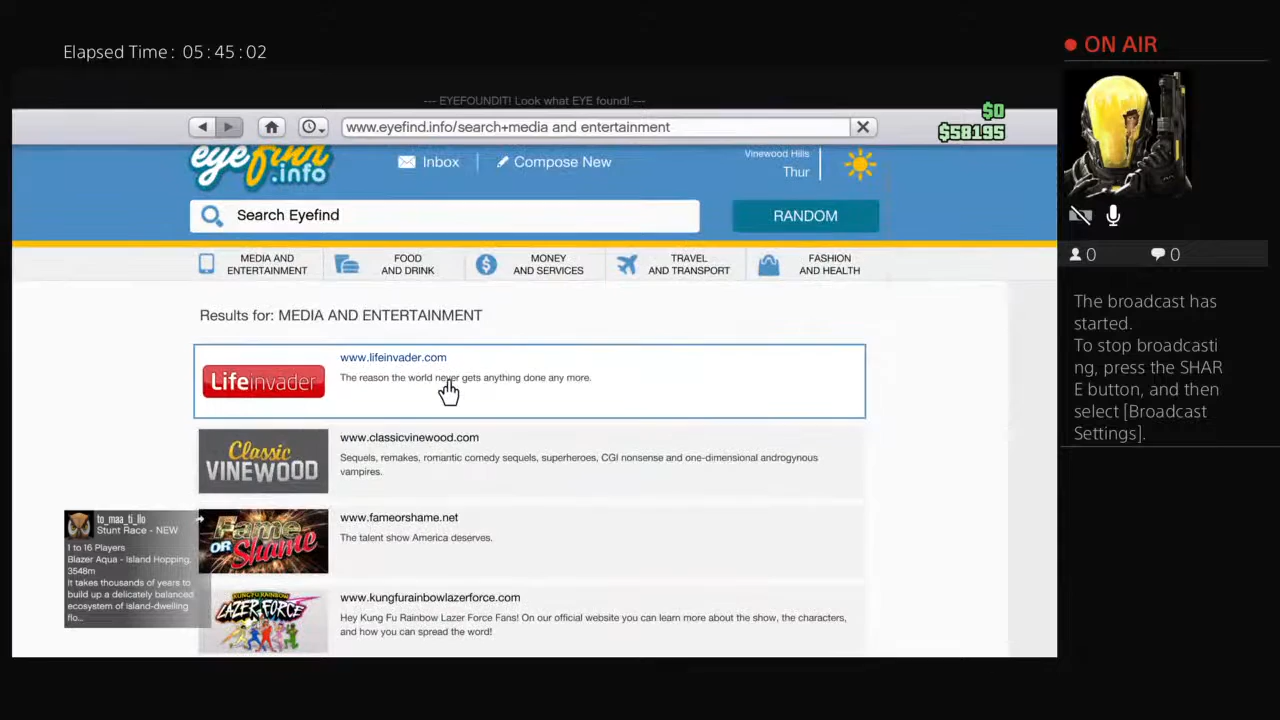 Elapsed Time: 05:45:02
ON AIR
--- EYEFOUNDIT! Look what EYE found! ---
$0
$58195
www.eyefind.info/search+media and entertainment
eyefind
.info
Inbox
Compose New
Vinewood Hills
Thur
Search Eyefind
RANDOM
MEDIA AND
ENTERTAINMENT
FOOD
AND DRINK
MONEY
AND SERVICES
TRAVEL
AND TRANSPORT
FASHION
AND HEALTH
0
0
The broadcast has
started.
To stop broadcasti
ng, press the SHAR
E button, and then
select [Broadcast
Settings].
Results for: MEDIA AND ENTERTAINMENT
Lifeinvader
www.lifeinvader.com
The reason the world never gets anything done any more.
Classic
VINEWOOD
www.classicvinewood.com
Sequels, remakes, romantic comedy sequels, superheroes, CGI nonsense and one-dimensional androgynous
vampires.
to_maa_ti_llo
Stunt Race - NEW
1 to 16 Players
Blazer Aqua - Island Hopping.
3548m
It takes thousands of years to
build up a delicately balanced
ecosystem of island-dwelling
flo...
Fame
OR Shame
www.fameorshame.net
The talent show America deserves.
KUNG FU RAINBOW
LAZER FORCE
www.kungfurainbowlazerforce.com
Hey Kung Fu Rainbow Lazer Force Fans! On our official website you can learn more about the show, the characters,
and how you can spread the word!